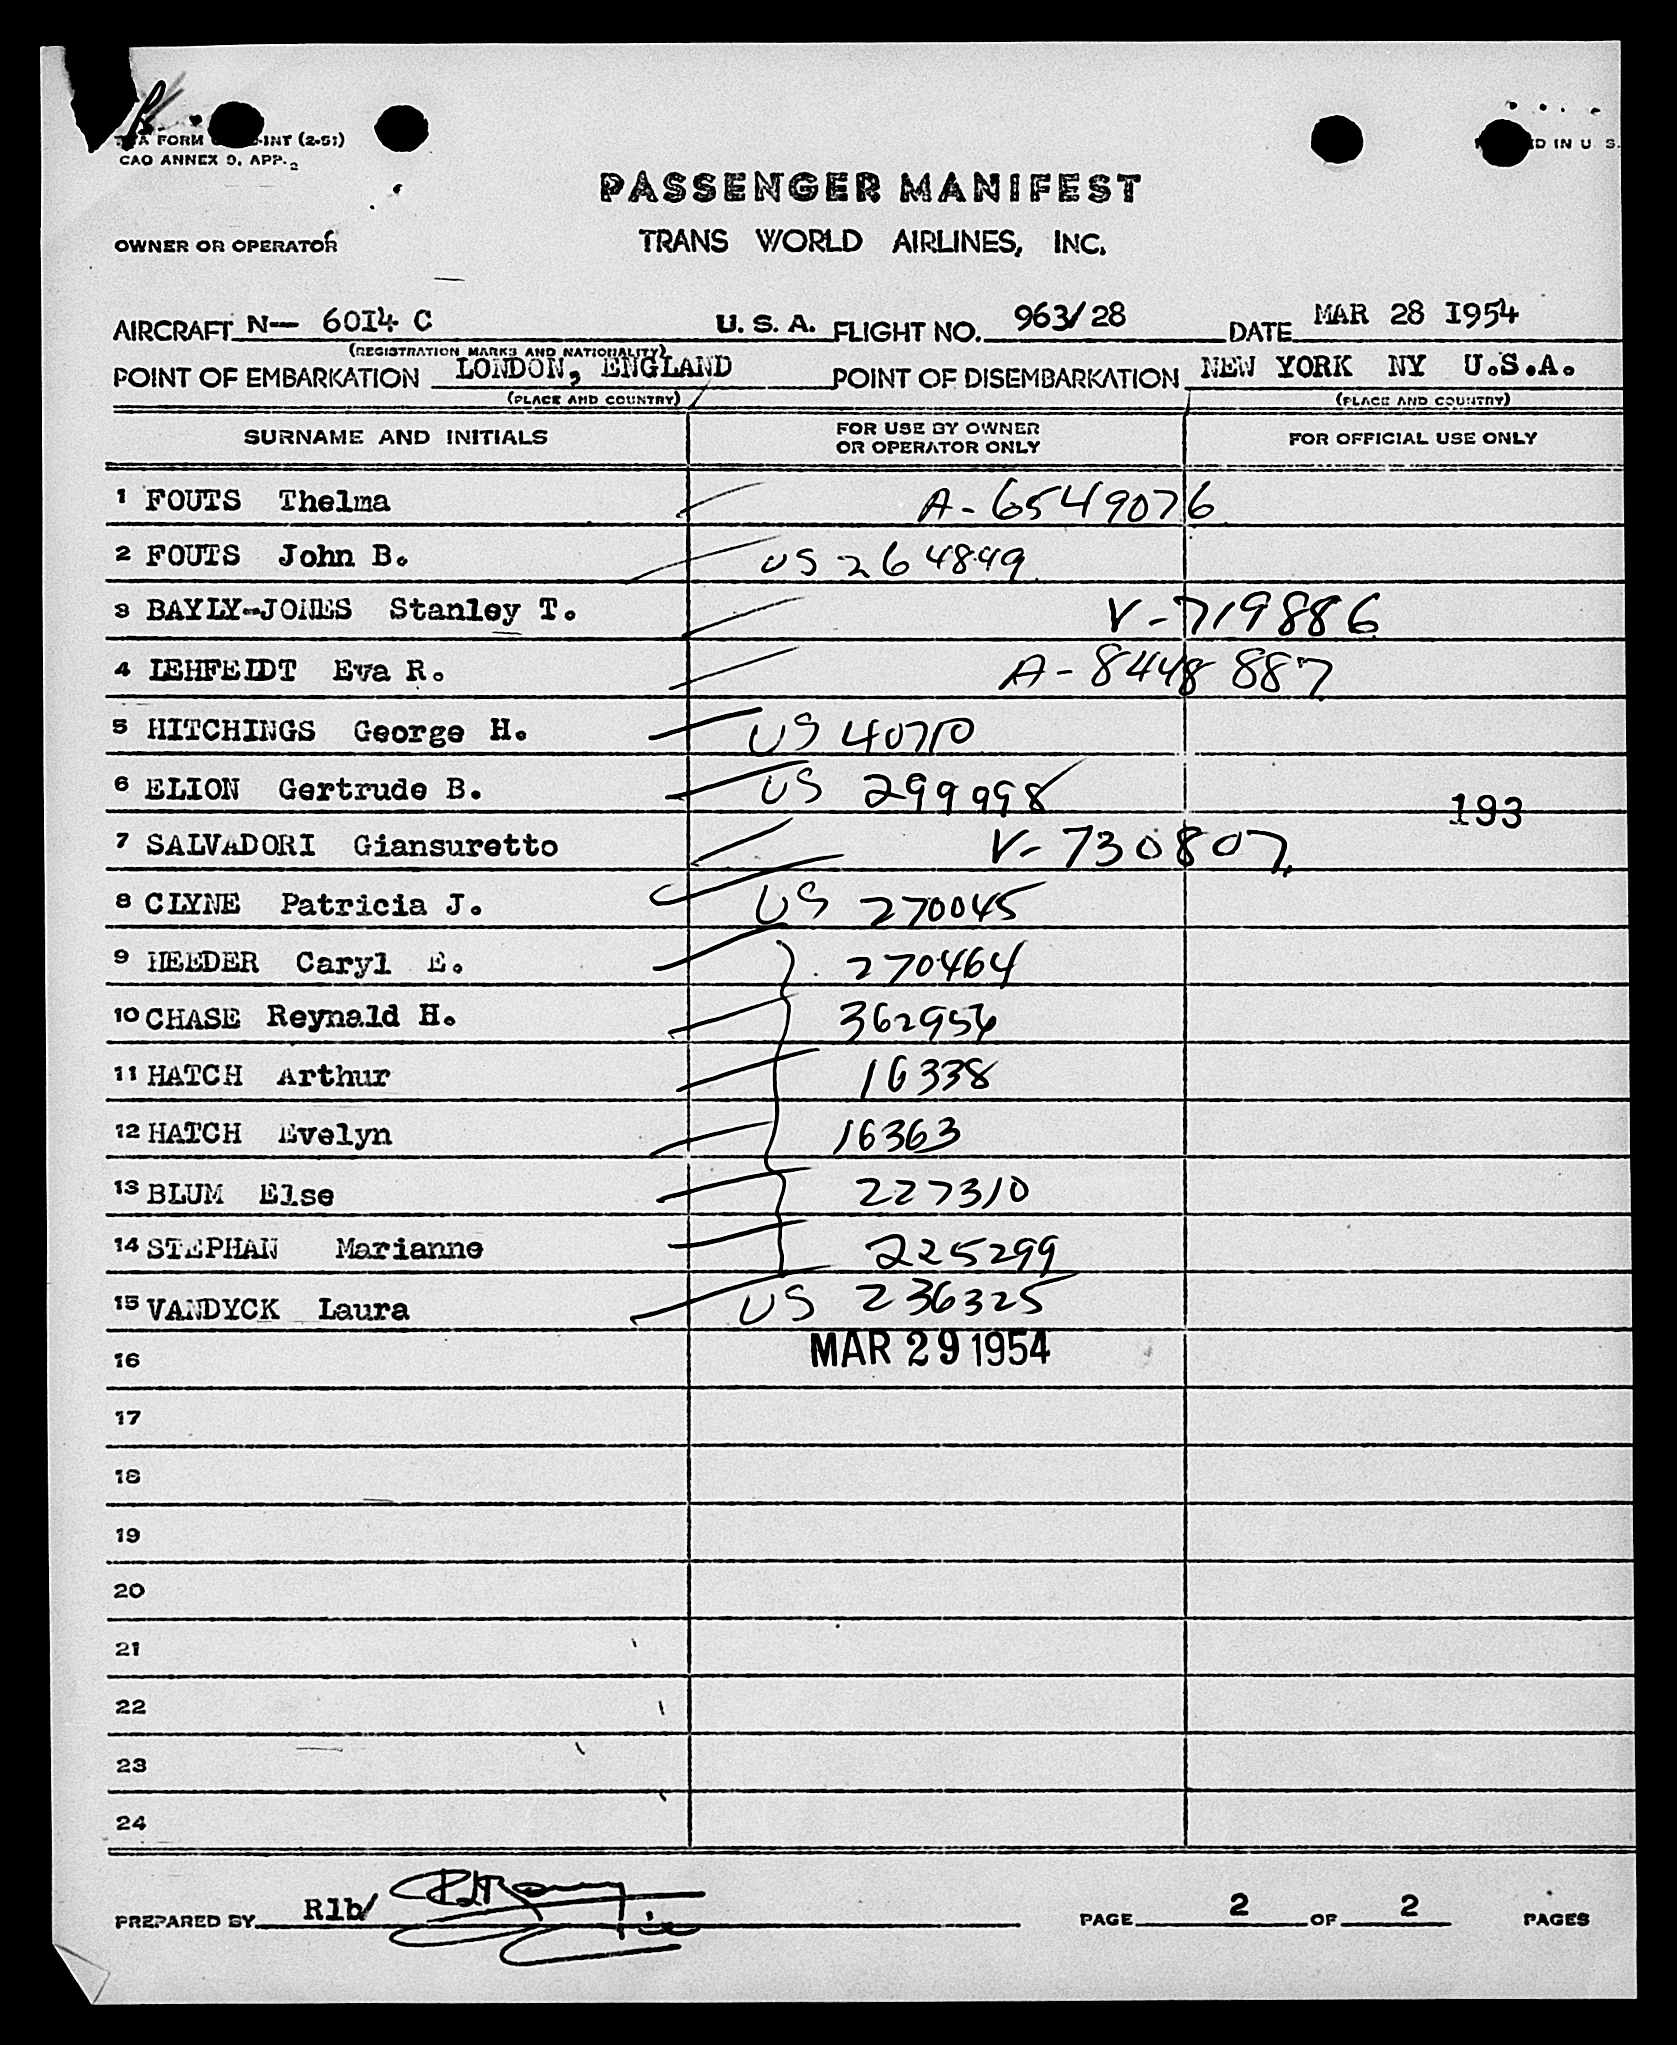 FORM
INT (2-51)
CAO ANNEX 9, APP. 2
IN U. S.
PASSENGER MANIFEST
OWNER OR OPERATOR
TRANS WORLD AIRLINES, INC.
AIRCRAFT N-- 6014 C U. S. A. FLIGHT NO. 963/28 DATE MAR 28 1954
(REGISTRATION MARKS AND NATIONALITY)
POINT OF EMBARKATION LONDON, ENGLAND POINT OF DISEMBARKATION NEW YORK NY U.S.A.
(PLACE AND COUNTRY) (PLACE AND COUNTRY)
SURNAME AND INITIALS FOR USE BY OWNER OR OPERATOR ONLY FOR OFFICIAL USE ONLY
1 FOUTS Thelma A-6549076
2 FOUTS John B. US 264849
3 BAYLY-JONES Stanley T. V-719886
4 LEHFELDT Eva R. A-8448887
5 HITCHINGS George H. US 40710
6 ELION Gertrude B. US 299998
193
7 SALVADORI Giansuretto V-730807
8 CLYNE Patricia J. US 270045
9 HEEDER Caryl E. 270464
10 CHASE Reynald H. 362956
11 HATCH Arthur 16338
12 HATCH Evelyn 16363
13 BLUM Else 227310
14 STEPHAN Marianne 225299
15 VANDYCK Laura US 236325
16 MAR 29 1954
17
18
19
20
21
22
23
24
PREPARED BY Rlb/ PAGE 2 OF 2 PAGES